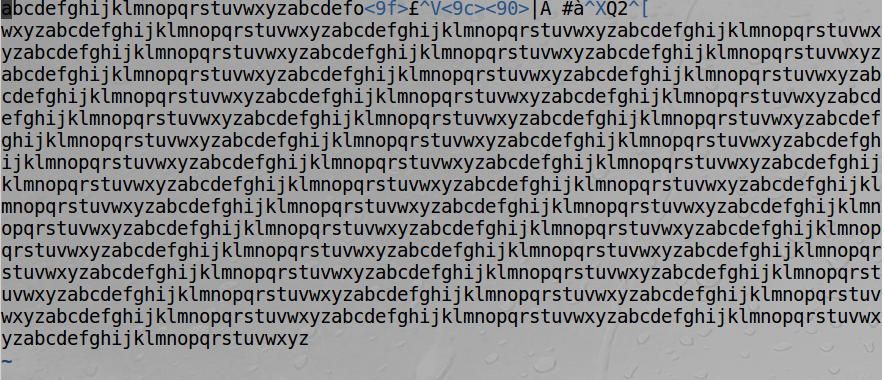 abcdefghijklmnopqrstuvwxyzabcdefo<9f>£^V<9c><90>|A #à^XQ2^[
wxyzabcdefghijklmnopqrstuvwxyzabcdefghijklmnopqrstuvwxyzabcdefghijklmnopqrstuvwx
yzabcdefghijklmnopqrstuvwxyzabcdefghijklmnopqrstuvwxyzabcdefghijklmnopqrstuvwxyz
abcdefghijklmnopqrstuvwxyzabcdefghijklmnopqrstuvwxyzabcdefghijklmnopqrstuvwxyzab
cdefghijklmnopqrstuvwxyzabcdefghijklmnopqrstuvwxyzabcdefghijklmnopqrstuvwxyzabcd
efghijklmnopqrstuvwxyzabcdefghijklmnopqrstuvwxyzabcdefghijklmnopqrstuvwxyzabcdef
ghijklmnopqrstuvwxyzabcdefghijklmnopqrstuvwxyzabcdefghijklmnopqrstuvwxyzabcdefgh
ijklmnopqrstuvwxyzabcdefghijklmnopqrstuvwxyzabcdefghijklmnopqrstuvwxyzabcdefghij
klmnopqrstuvwxyzabcdefghijklmnopqrstuvwxyzabcdefghijklmnopqrstuvwxyzabcdefghijkl
mnopqrstuvwxyzabcdefghijklmnopqrstuvwxyzabcdefghijklmnopqrstuvwxyzabcdefghijklmn
opqrstuvwxyzabcdefghijklmnopqrstuvwxyzabcdefghijklmnopqrstuvwxyzabcdefghijklmnop
qrstuvwxyzabcdefghijklmnopqrstuvwxyzabcdefghijklmnopqrstuvwxyzabcdefghijklmnopqr
stuvwxyzabcdefghijklmnopqrstuvwxyzabcdefghijklmnopqrstuvwxyzabcdefghijklmnopqrst
uvwxyzabcdefghijklmnopqrstuvwxyzabcdefghijklmnopqrstuvwxyzabcdefghijklmnopqrstuv
wxyzabcdefghijklmnopqrstuvwxyzabcdefghijklmnopqrstuvwxyzabcdefghijklmnopqrstuvwx
yzabcdefghijklmnopqrstuvwxyz
~